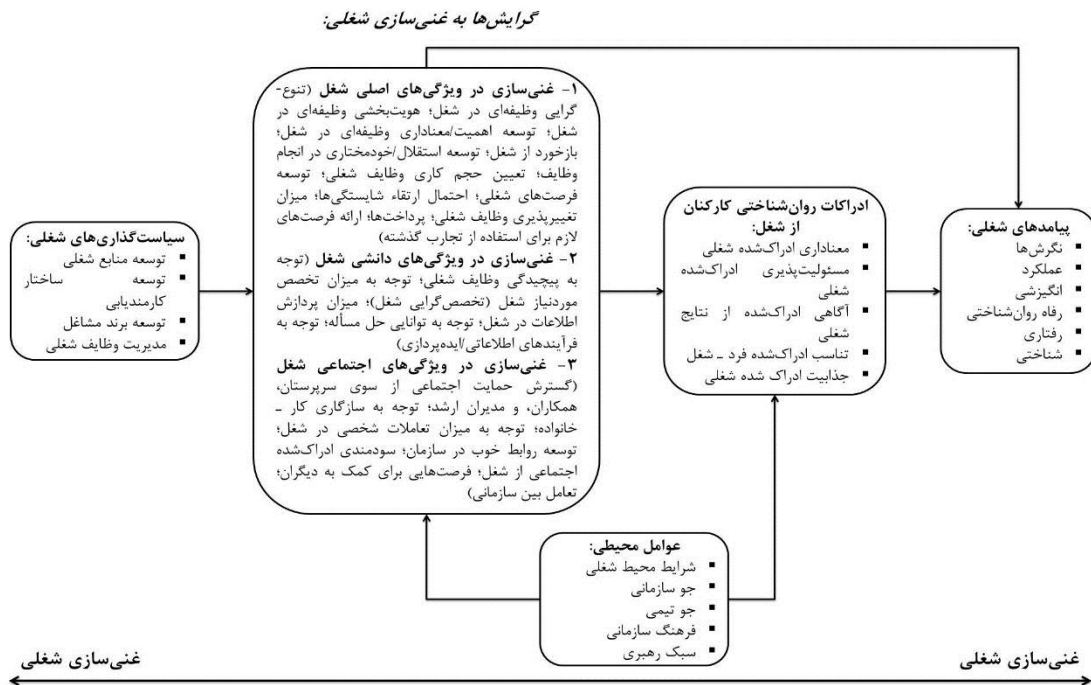 گرایش‌ها به غنی‌سازی شغلی:
۱- غنی‌سازی در ویژگی‌های اصلی شغل (تنوع-
گرایی وظیفه‌ای در شغل؛ هویت‌بخشی وظیفه‌ای در
شغل؛ توسعه اهمیت/معناداری وظیفه‌ای در شغل؛
بازخورد از شغل؛ توسعه استقلال/خودمختاری در انجام
وظایف؛ تعیین حجم کاری وظایف شغلی؛ توسعه
فرصت‌های شغلی؛ احتمال ارتقاء شایستگی‌ها؛ میزان
تغییرپذیری وظایف شغلی؛ پرداخت‌ها؛ ارائه فرصت‌های
لازم برای استفاده از تجارب گذشته)
۲- غنی‌سازی در ویژگی‌های دانشی شغل (توجه
به پیچیدگی وظایف شغلی؛ توجه به میزان تخصص
موردنیاز شغل (تخصص‌گرایی شغل)؛ میزان پردازش
اطلاعات در شغل؛ توجه به توانایی حل مسأله؛ توجه به
فرآیندهای اطلاعاتی/ایده‌پردازی)
۳- غنی‌سازی در ویژگی‌های اجتماعی شغل
(گسترش حمایت اجتماعی از سوی سرپرستان،
همکاران، و مدیران ارشد؛ توجه به سازگاری کار ـ
خانواده؛ توجه به میزان تعاملات شخصی در شغل؛
توسعه روابط خوب در سازمان؛ سودمندی ادراک‌شده
اجتماعی از شغل؛ فرصت‌هایی برای کمک به دیگران؛
تعامل بین سازمانی)
سیاست‌گذاری‌های شغلی:
▪ توسعه منابع شغلی
▪ توسعه ساختار
کارمندیابی
▪ توسعه برند مشاغل
▪ مدیریت وظایف شغلی
ادراکات روان‌شناختی کارکنان
از شغل:
▪ معناداری ادراک‌شده شغلی
▪ مسئولیت‌پذیری ادراک‌شده
شغلی
▪ آگاهی ادراک‌شده از نتایج
شغلی
▪ تناسب ادراک‌شده فرد ـ شغل
▪ جذابیت ادراک شده شغلی
پیامدهای شغلی:
▪ نگرش‌ها
▪ عملکرد
▪ انگیزشی
▪ رفاه روان‌شناختی
▪ رفتاری
▪ شناختی
عوامل محیطی:
▪ شرایط محیط شغلی
▪ جو سازمانی
▪ جو تیمی
▪ فرهنگ سازمانی
▪ سبک رهبری
غنی‌سازی شغلی
غنی‌سازی شغلی